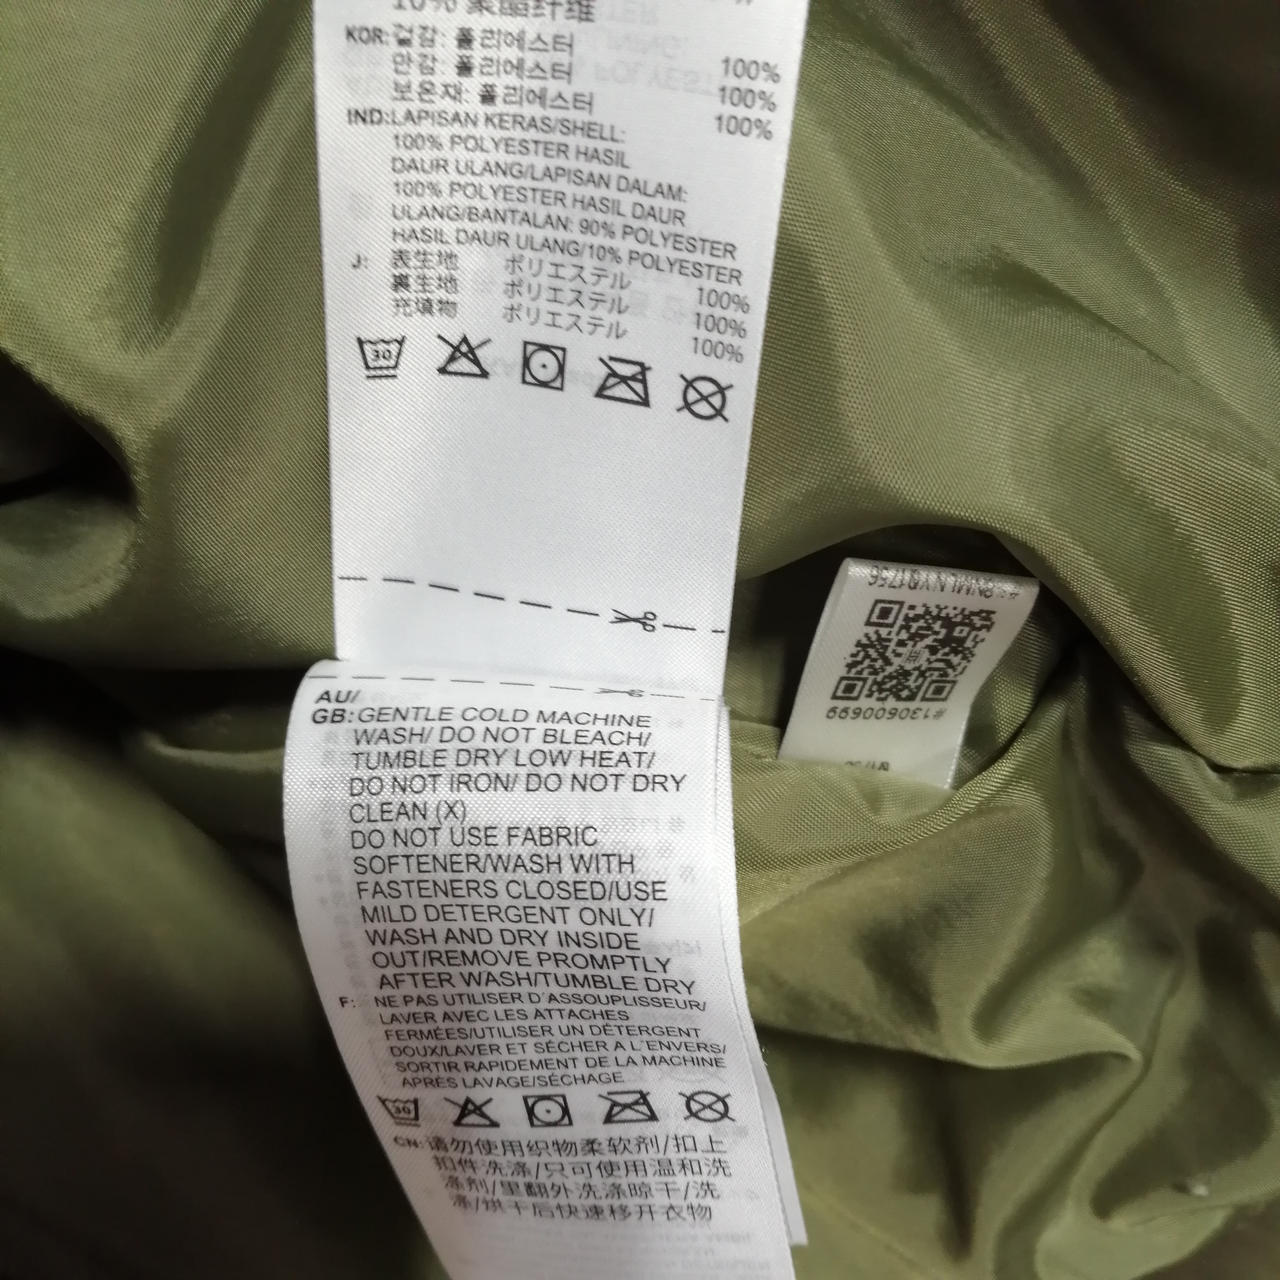 10% 聚酯纤维
KOR: 겉감: 폴리에스터 100%
안감: 폴리에스터 100%
보온재: 폴리에스터 100%
IND: LAPISAN KERAS/SHELL:
100% POLYESTER HASIL
DAUR ULANG/LAPISAN DALAM:
100% POLYESTER HASIL DAUR
ULANG/BANTALAN: 90% POLYESTER
HASIL DAUR ULANG/10% POLYESTER
J: 表生地 ポリエステル 100%
裏生地 ポリエステル 100%
充填物 ポリエステル 100%
30
AU/
GB: GENTLE COLD MACHINE
WASH/ DO NOT BLEACH/
TUMBLE DRY LOW HEAT/
DO NOT IRON/ DO NOT DRY
CLEAN (X)
DO NOT USE FABRIC
SOFTENER/WASH WITH
FASTENERS CLOSED/USE
MILD DETERGENT ONLY/
WASH AND DRY INSIDE
OUT/REMOVE PROMPTLY
AFTER WASH/TUMBLE DRY
F: NE PAS UTILISER D'ASSOUPLISSEUR/
LAVER AVEC LES ATTACHES
FERMÉES/UTILISER UN DÉTERGENT
DOUX/LAVER ET SÉCHER A L'ENVERS/
SORTIR RAPIDEMENT DE LA MACHINE
APRÈS LAVAGE/SÉCHAGE
30
CN: 请勿使用织物柔软剂/扣上
扣件洗涤/只可使用温和洗
涤剂/里翻外洗涤晾干/洗
涤/烘干后快速移开衣物
#130600699